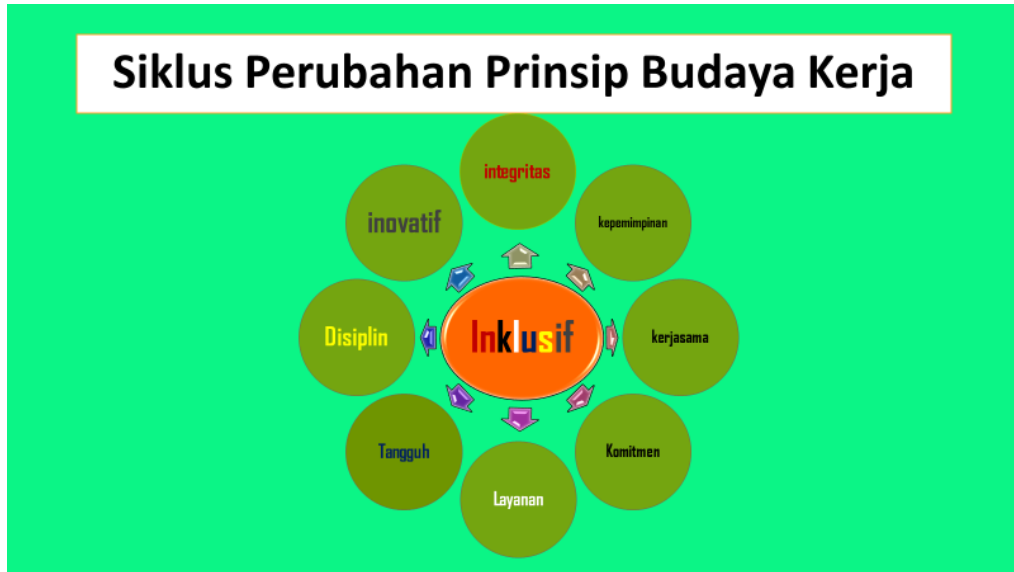 Siklus Perubahan Prinsip Budaya Kerja
integritas
kepemimpinan
kerjasama
Komitmen
Layanan
Tangguh
Disiplin
inovatif
Inklusif